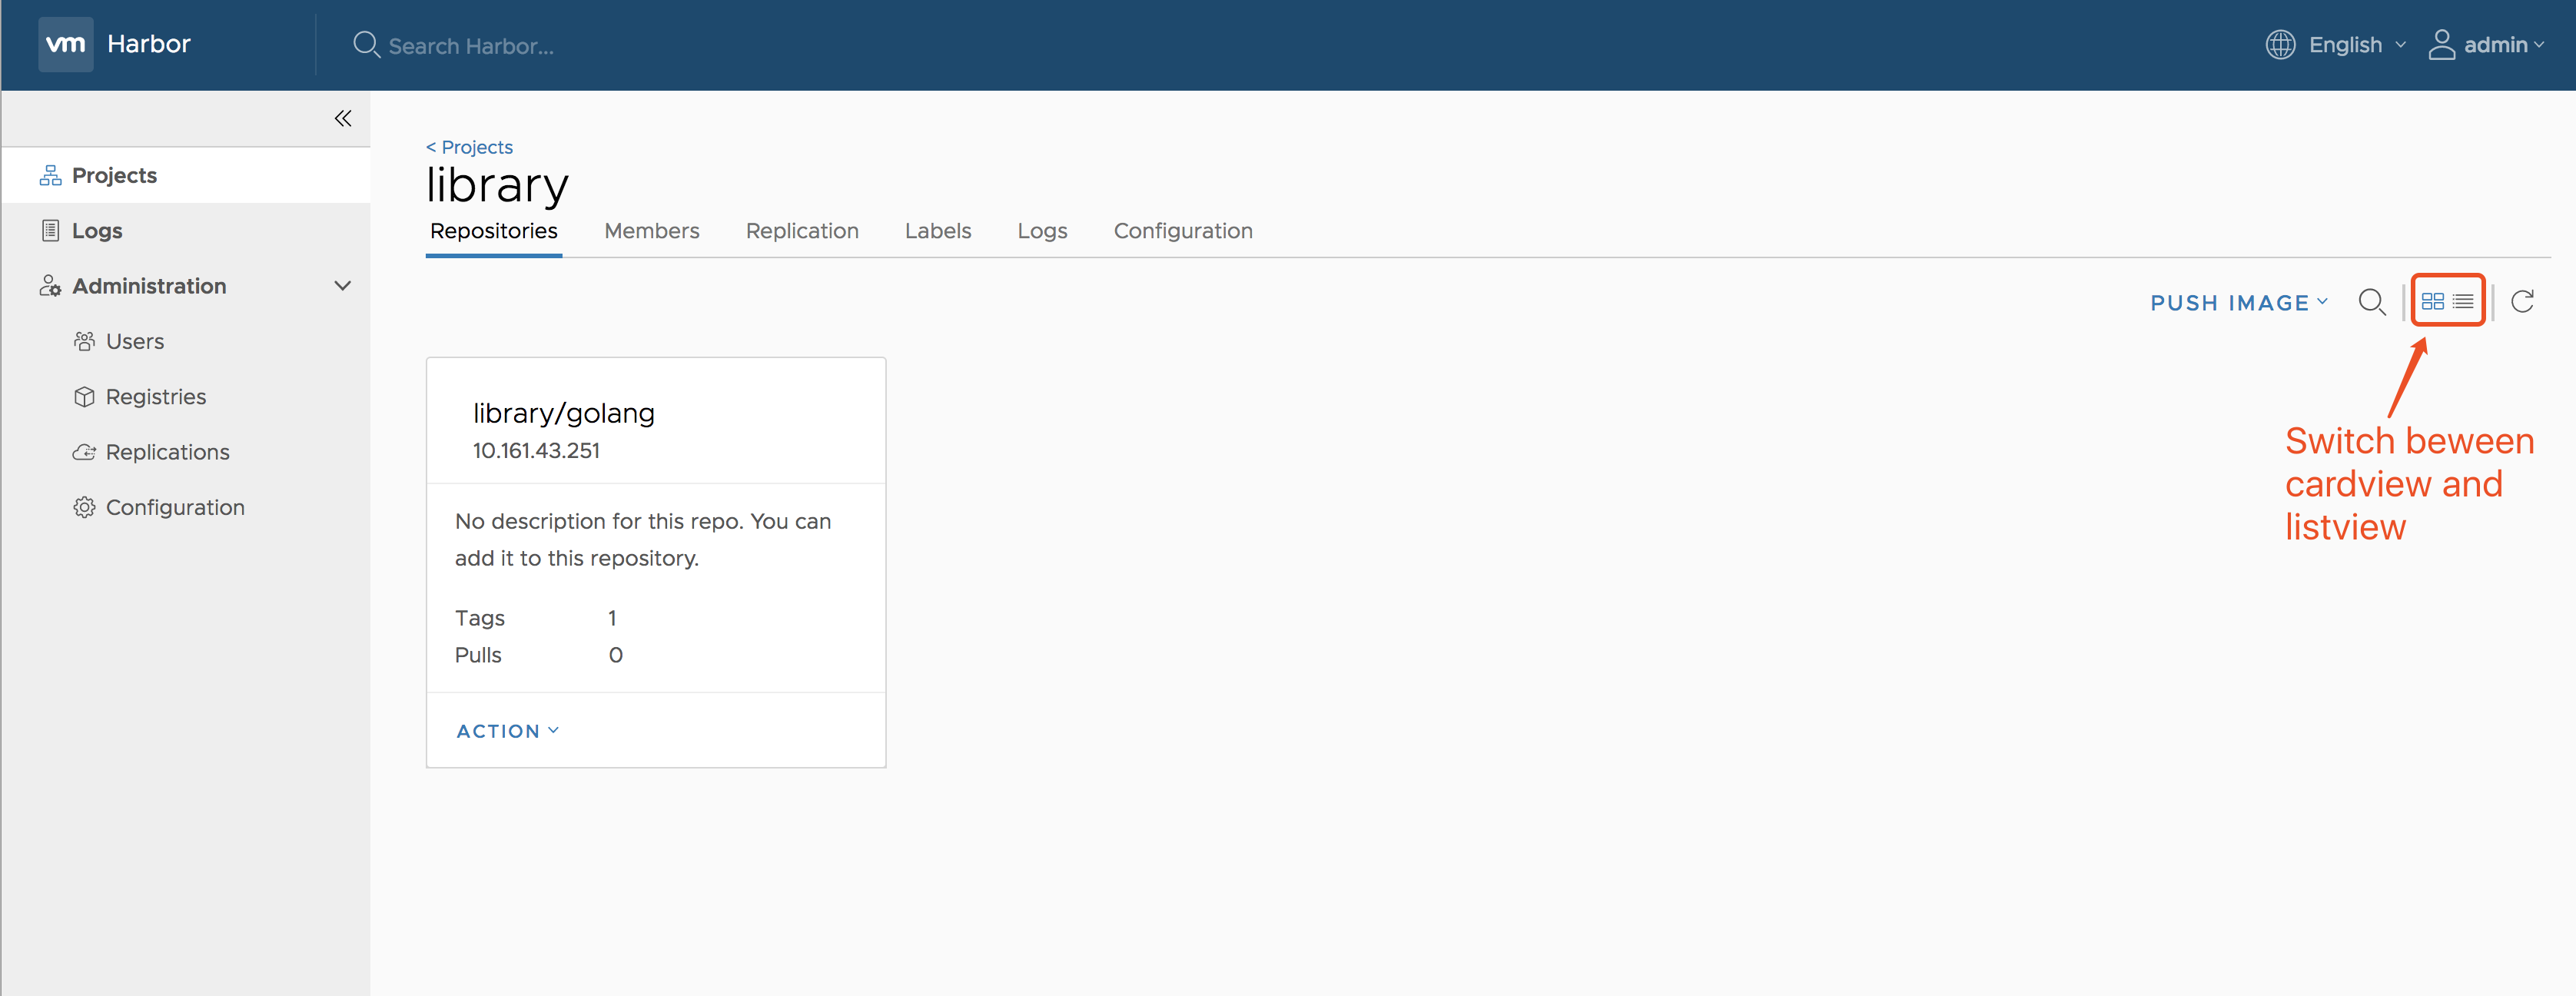 vm Harbor
Search Harbor...
English
admin
Projects
Logs
Administration
Users
Registries
Replications
Configuration
< Projects
library
Repositories Members Replication Labels Logs Configuration
PUSH IMAGE
library/golang
10.161.43.251
No description for this repo. You can
add it to this repository.
Tags 1
Pulls 0
ACTION
Switch beween
cardview and
listview